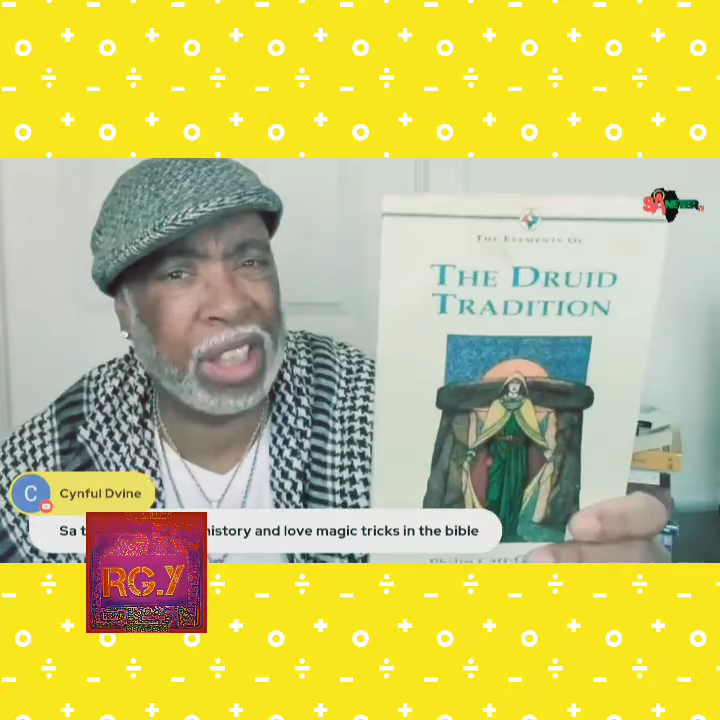 THE ELEMENTS OF
THE DRUID
TRADITION
Cynful Dvine
Sa
history and love magic tricks in the bible
RG.Y